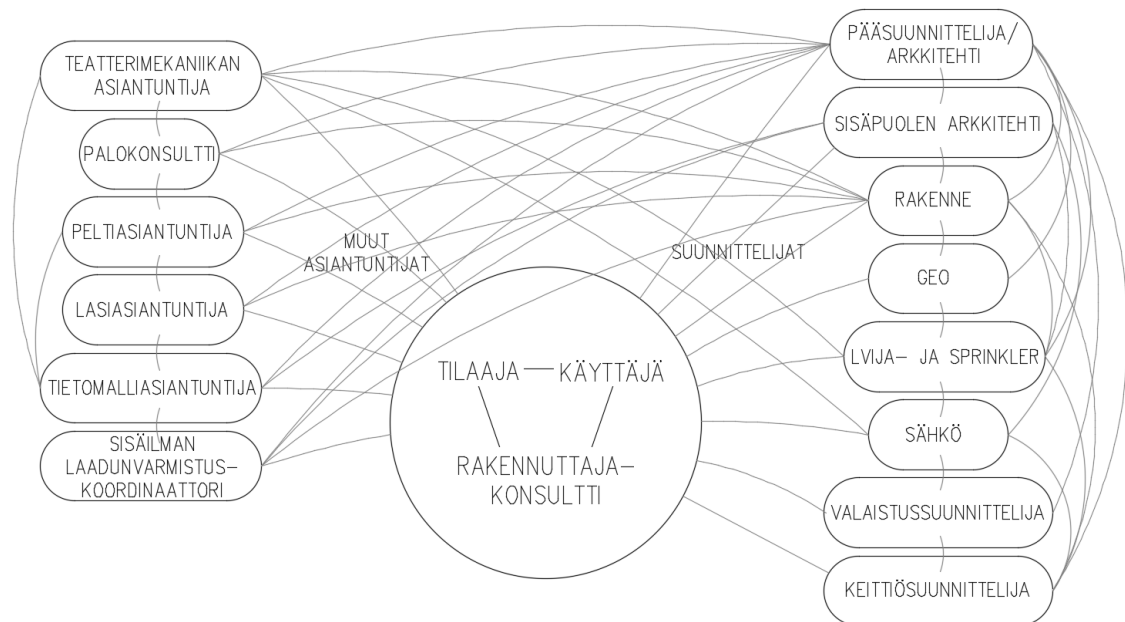 TEATTERIMEKANIIKAN
ASIANTUNTIJA
PALOKONSULTTI
PELTIASIANTUNTIJA
LASIASIANTUNTIJA
TIETOMALLIASIANTUNTIJA
SISÄILMAN
LAADUNVARMISTUS-
KOORDINAATTORI
MUUT
ASIANTUNTIJAT
SUUNNITTELIJAT
TILAAJA
KÄYTTÄJÄ
RAKENNUTTAJA-
KONSULTTI
PÄÄSUUNNITTELIJA/
ARKKITEHTI
SISÄPUOLEN ARKKITEHTI
RAKENNE
GEO
LVIJA- JA SPRINKLER
SÄHKÖ
VALAISTUSSUUNNITTELIJA
KEITTIÖSUUNNITTELIJA